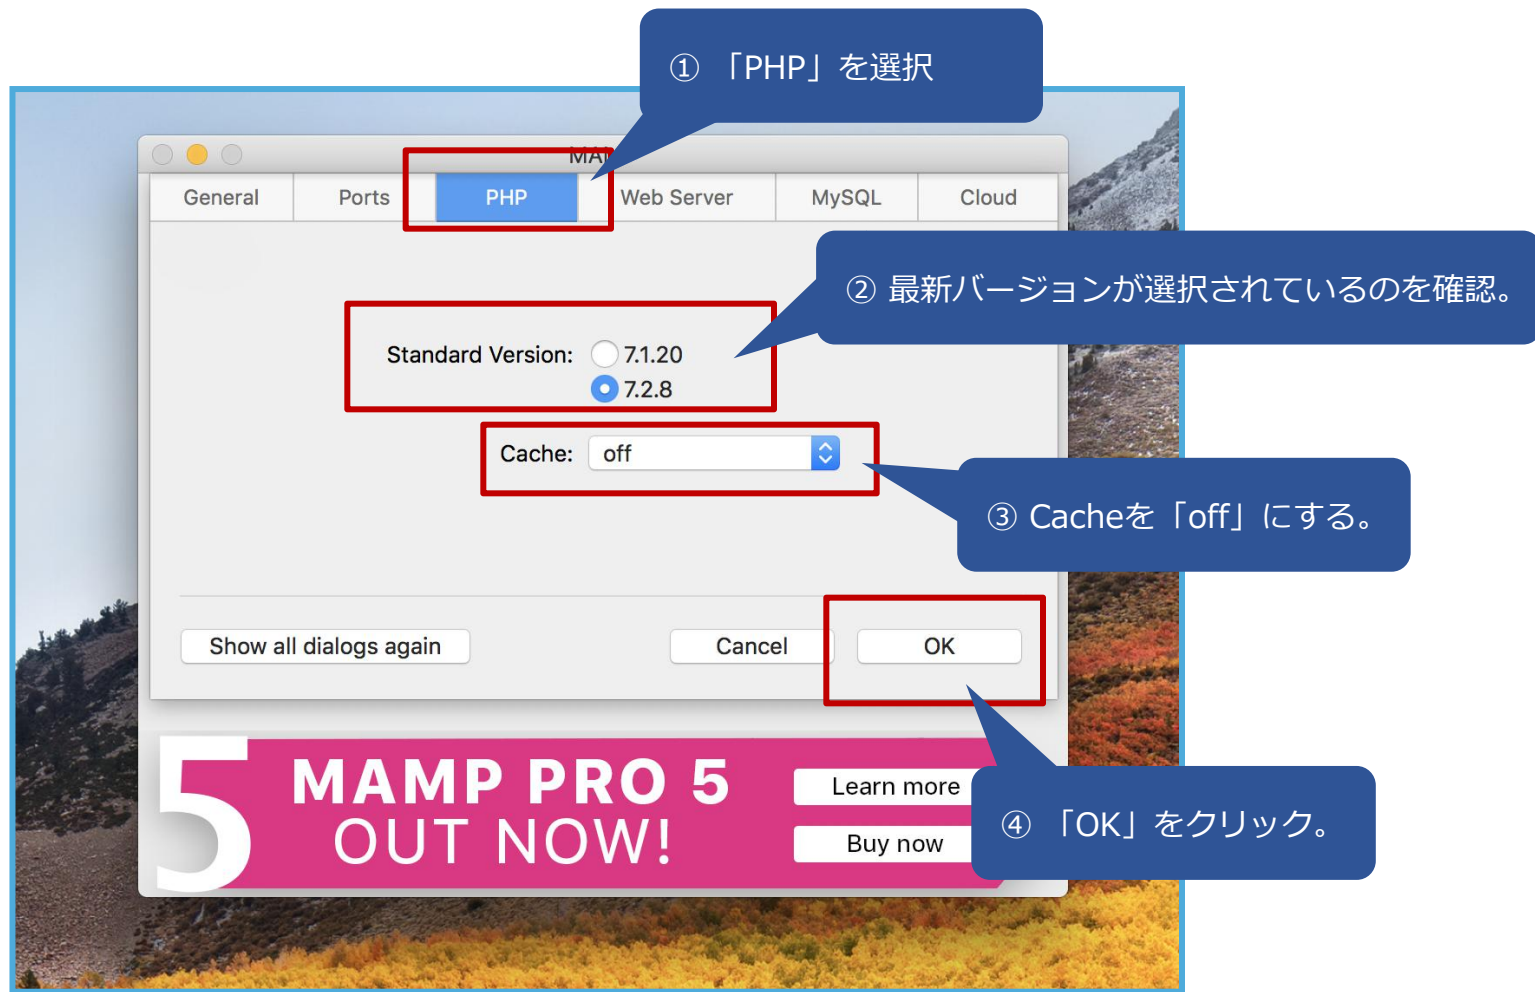 ① 「PHP」を選択
General Ports PHP Web Server MySQL Cloud
② 最新バージョンが選択されているのを確認。
Standard Version: 7.1.20
7.2.8
Cache: off
③ Cacheを「off」にする。
Show all dialogs again Cancel OK
5 MAMP PRO 5
OUT NOW!
Learn more
Buy now
④ 「OK」をクリック。